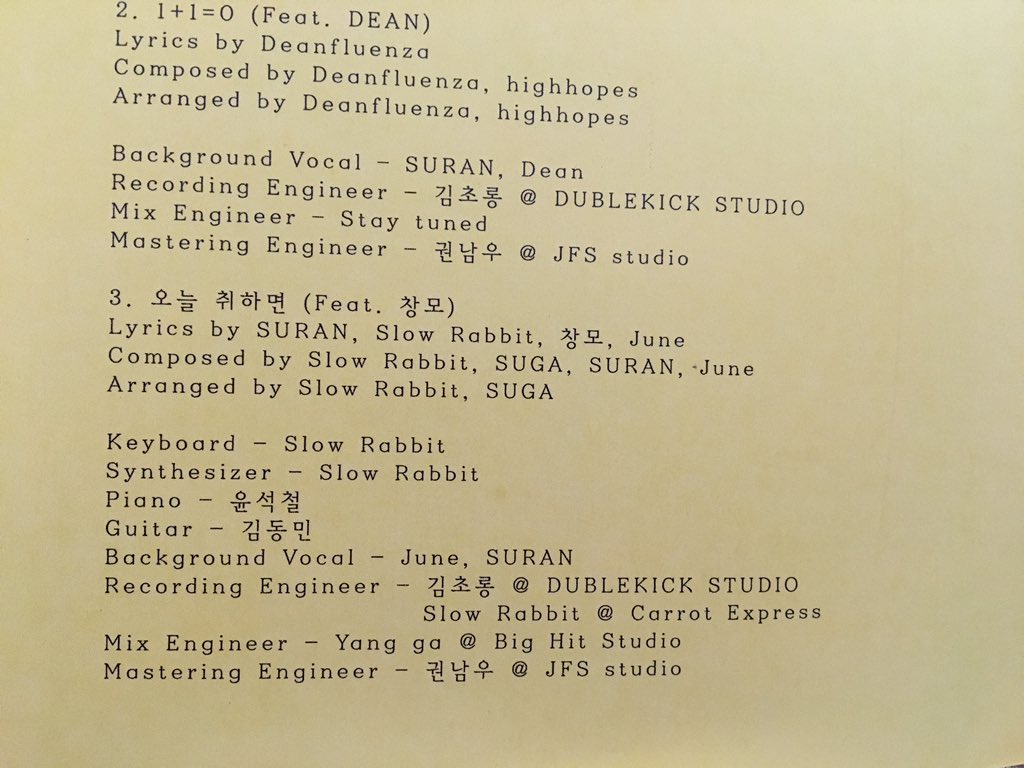 2. 1+1=0 (Feat. DEAN)
Lyrics by Deanfluenza
Composed by Deanfluenza, highhopes
Arranged by Deanfluenza, highhopes
Background Vocal – SURAN, Dean
Recording Engineer – 김초롱 @ DUBLEKICK STUDIO
Mix Engineer – Stay tuned
Mastering Engineer – 권남우 @ JFS studio
3. 오늘 취하면 (Feat. 창모)
Lyrics by SURAN, Slow Rabbit, 창모, June
Composed by Slow Rabbit, SUGA, SURAN, June
Arranged by Slow Rabbit, SUGA
Keyboard – Slow Rabbit
Synthesizer – Slow Rabbit
Piano – 윤석철
Guitar – 김동민
Background Vocal – June, SURAN
Recording Engineer – 김초롱 @ DUBLEKICK STUDIO
Slow Rabbit @ Carrot Express
Mix Engineer – Yang ga @ Big Hit Studio
Mastering Engineer – 권남우 @ JFS studio